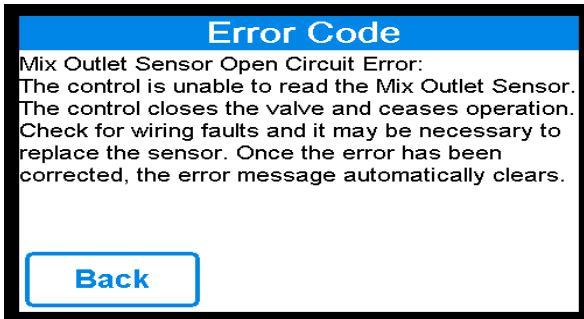 Error Code
Mix Outlet Sensor Open Circuit Error:
The control is unable to read the Mix Outlet Sensor.
The control closes the valve and ceases operation.
Check for wiring faults and it may be necessary to
replace the sensor. Once the error has been
corrected, the error message automatically clears.
Back